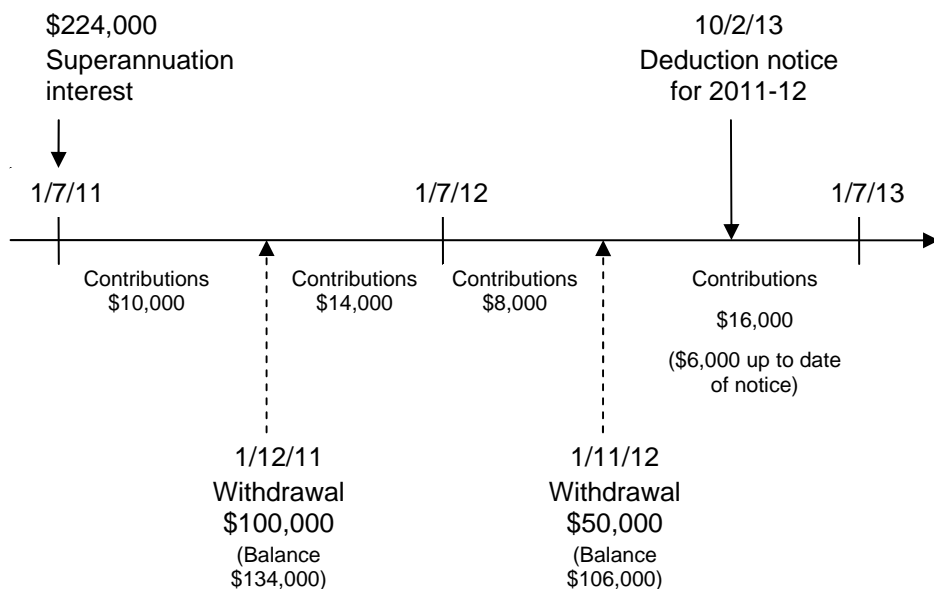 $224,000
Superannuation
interest
10/2/13
Deduction notice
for 2011-12
1/7/11
1/7/12
1/7/13
Contributions
$10,000
Contributions
$14,000
Contributions
$8,000
Contributions
$16,000
($6,000 up to date
of notice)
1/12/11
Withdrawal
$100,000
(Balance
$134,000)
1/11/12
Withdrawal
$50,000
(Balance
$106,000)